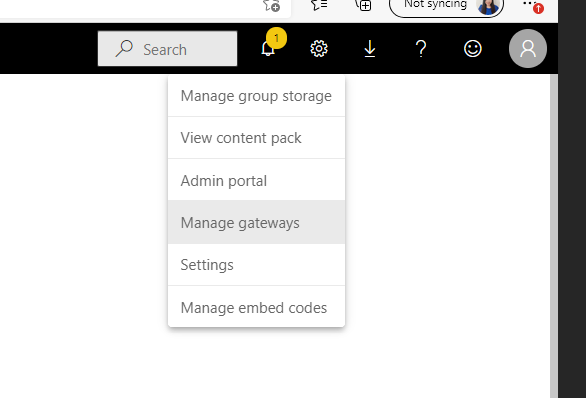 Not syncing
Search
1
?
Manage group storage
View content pack
Admin portal
Manage gateways
Settings
Manage embed codes